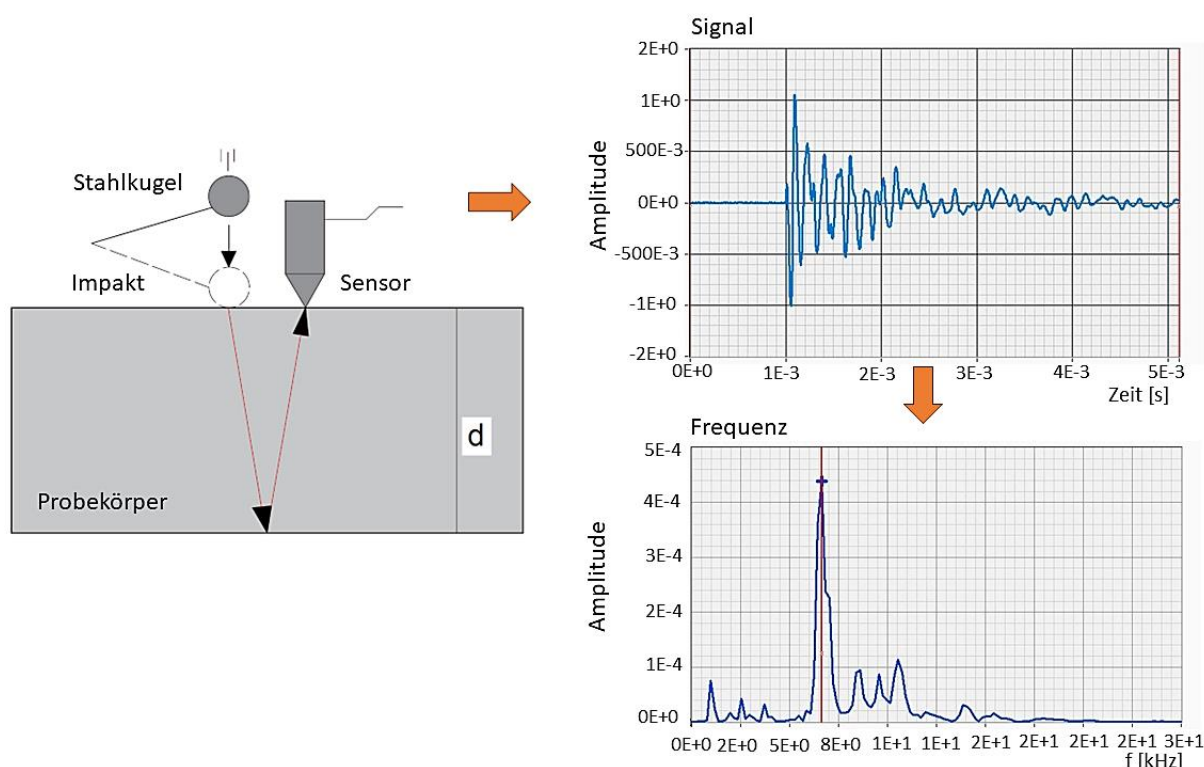 Stahlkugel
Impakt
Sensor
d
Probekörper
Signal
Amplitude
2E+0
1E+0
500E-3
0E+0
-500E-3
-1E+0
-2E+0
0E+0 1E-3 2E-3 3E-3 4E-3 5E-3
Zeit [s]
Frequenz
Amplitude
5E-4
4E-4
3E-4
2E-4
1E-4
0E+0
0E+0 2E+0 5E+0 8E+0 1E+1 1E+1 2E+1 2E+1 2E+1 2E+1 3E+1
f [kHz]